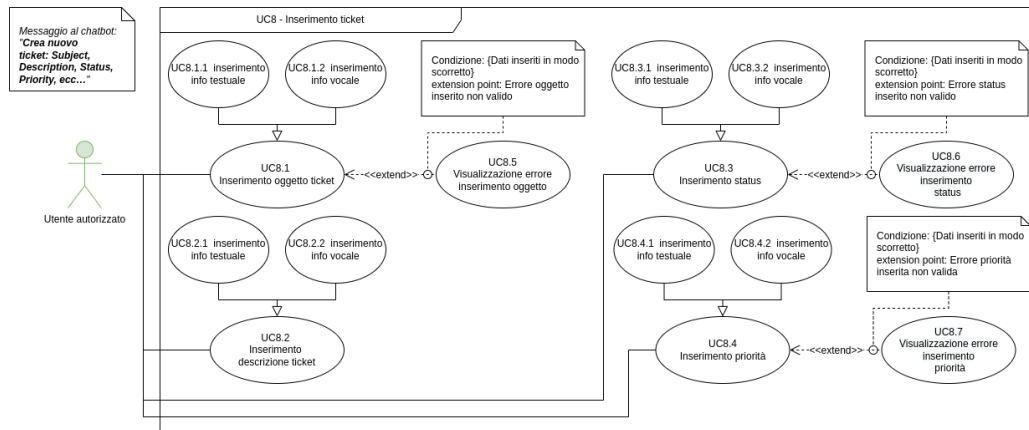 Messaggio al chatbot:
"Crea nuovo
ticket: Subject,
Description, Status,
Priority, ecc..."
UC8 - Inserimento ticket
UC8.1.1 inserimento
info testuale
UC8.1.2 inserimento
info vocale
Condizione: {Dati inseriti in modo
scorretto}
extension point: Errore oggetto
inserito non valido
UC8.3.1 inserimento
info testuale
UC8.3.2 inserimento
info vocale
Condizione: {Dati inseriti in modo
scorretto}
extension point: Errore status
inserito non valido
Utente autorizzato
UC8.1
Inserimento oggetto ticket
<<extend>>
UC8.5
Visualizzazione errore
inserimento oggetto
UC8.3
Inserimento status
<<extend>>
UC8.6
Visualizzazione errore
inserimento
status
UC8.2.1 inserimento
info testuale
UC8.2.2 inserimento
info vocale
UC8.4.1 inserimento
info testuale
UC8.4.2 inserimento
info vocale
Condizione: {Dati inseriti in modo
scorretto}
extension point: Errore priorità
inserita non valida
UC8.2
Inserimento
descrizione ticket
UC8.4
Inserimento priorità
<<extend>>
UC8.7
Visualizzazione errore
inserimento
priorità